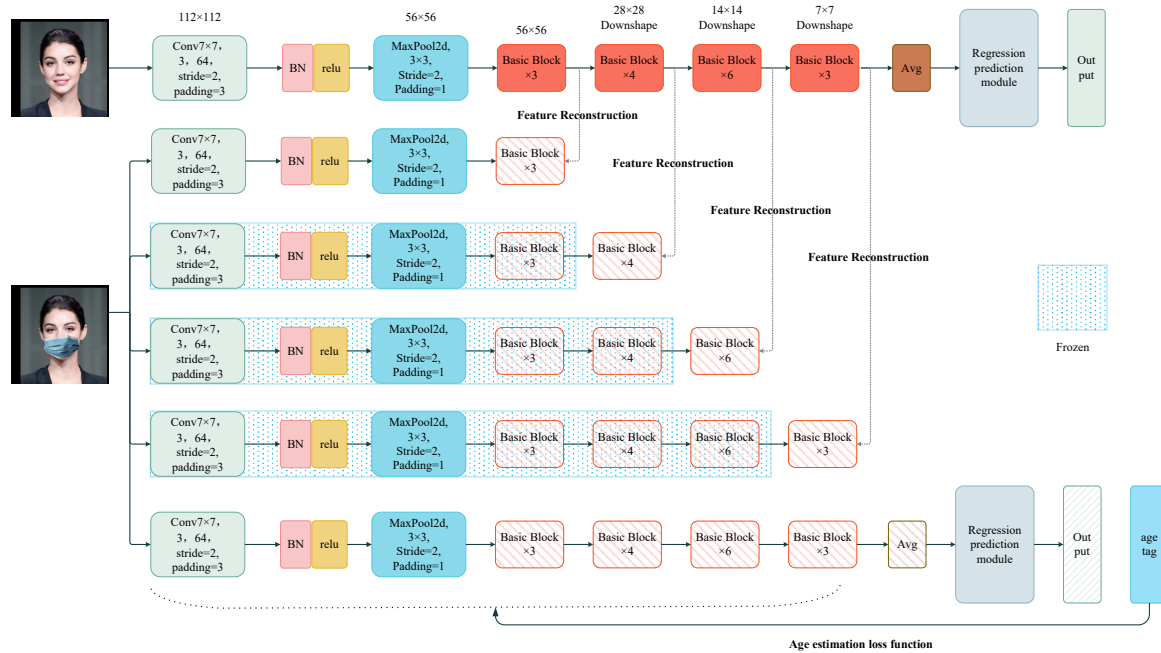 112×112
56×56
56×56
28×28
Downshape
14×14
Downshape
7×7
Downshape
Conv7×7,
3, 64,
stride=2,
padding=3
BN
relu
MaxPool2d,
3×3,
Stride=2,
Padding=1
Basic Block
×3
Basic Block
×4
Basic Block
×6
Basic Block
×3
Avg
Regression
prediction
module
Out
put
Feature Reconstruction
Conv7×7,
3, 64,
stride=2,
padding=3
BN
relu
MaxPool2d,
3×3,
Stride=2,
Padding=1
Basic Block
×3
Feature Reconstruction
Feature Reconstruction
Conv7×7,
3, 64,
stride=2,
padding=3
BN
relu
MaxPool2d,
3×3,
Stride=2,
Padding=1
Basic Block
×3
Basic Block
×4
Feature Reconstruction
Conv7×7,
3, 64,
stride=2,
padding=3
BN
relu
MaxPool2d,
3×3,
Stride=2,
Padding=1
Basic Block
×3
Basic Block
×4
Basic Block
×6
Frozen
Conv7×7,
3, 64,
stride=2,
padding=3
BN
relu
MaxPool2d,
3×3,
Stride=2,
Padding=1
Basic Block
×3
Basic Block
×4
Basic Block
×6
Basic Block
×3
Conv7×7,
3, 64,
stride=2,
padding=3
BN
relu
MaxPool2d,
3×3,
Stride=2,
Padding=1
Basic Block
×3
Basic Block
×4
Basic Block
×6
Basic Block
×3
Avg
Regression
prediction
module
Out
put
age
tag
Age estimation loss function